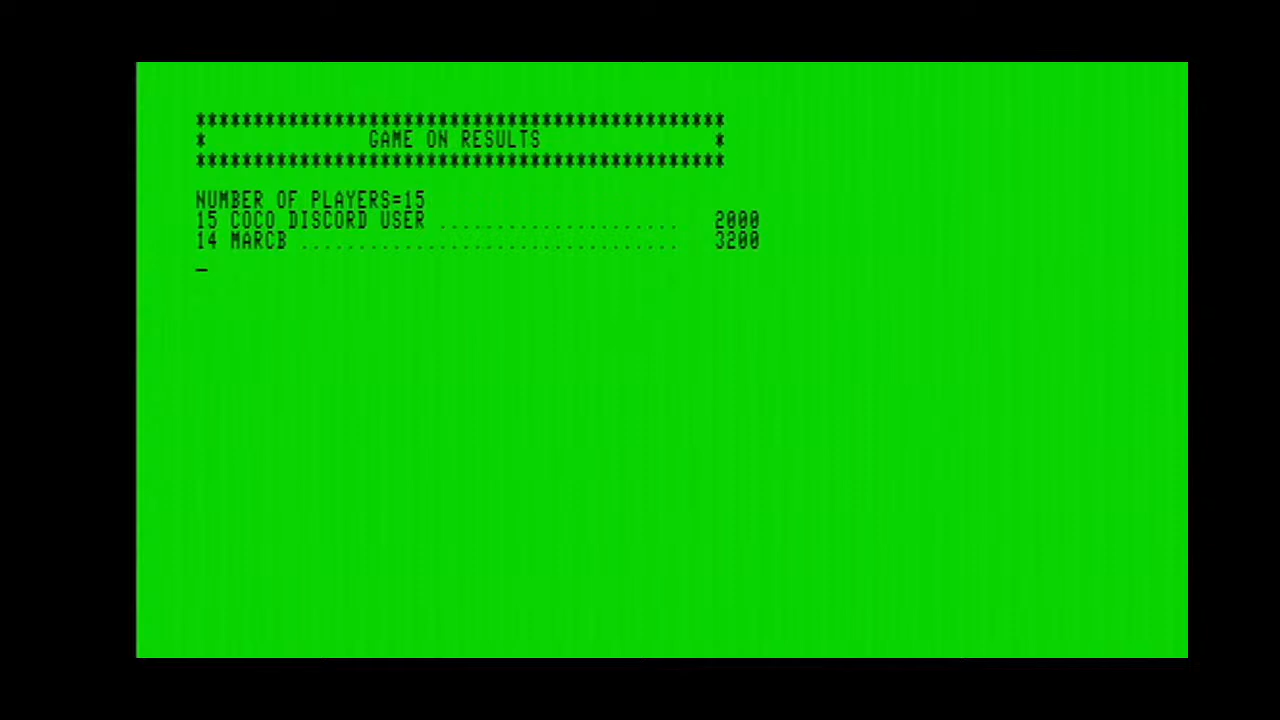 **********************************************
*              GAME ON RESULTS               *
**********************************************
NUMBER OF PLAYERS=15
15 COCO DISCORD USER .....................   2000
14 MARCB .................................   3200
_